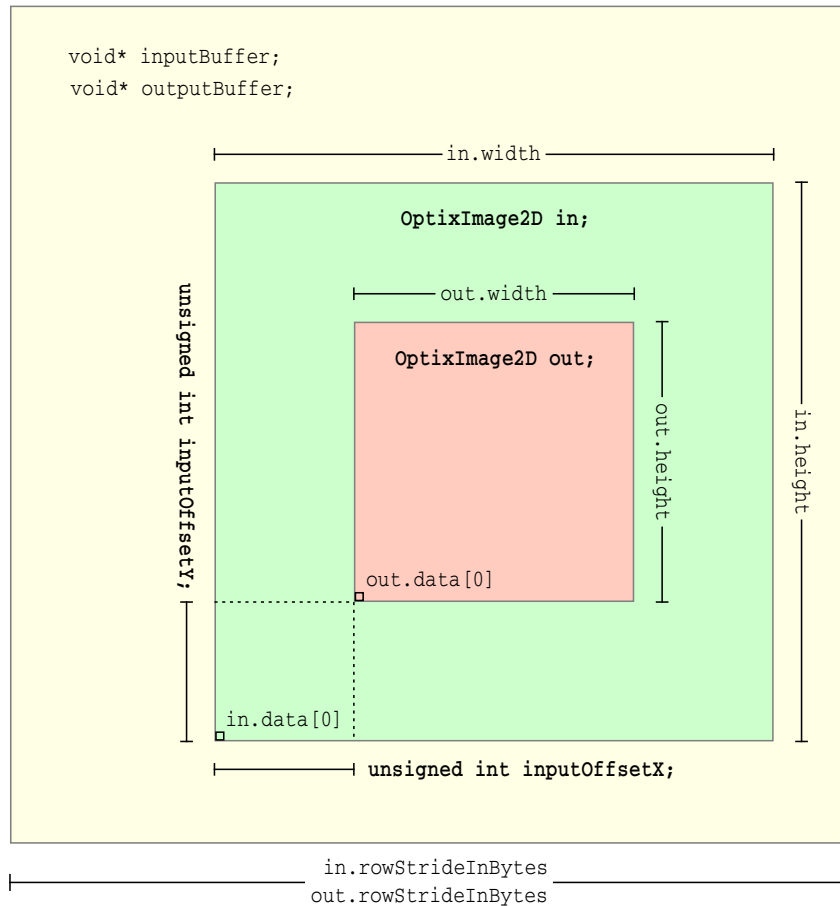 void* inputBuffer;
void* outputBuffer;
in.width
OptixImage2D in;
out.width
OptixImage2D out;
unsigned int inputOffsetY;
out.height
in.height
out.data[0]
in.data[0]
unsigned int inputOffsetX;
in.rowStrideInBytes
out.rowStrideInBytes